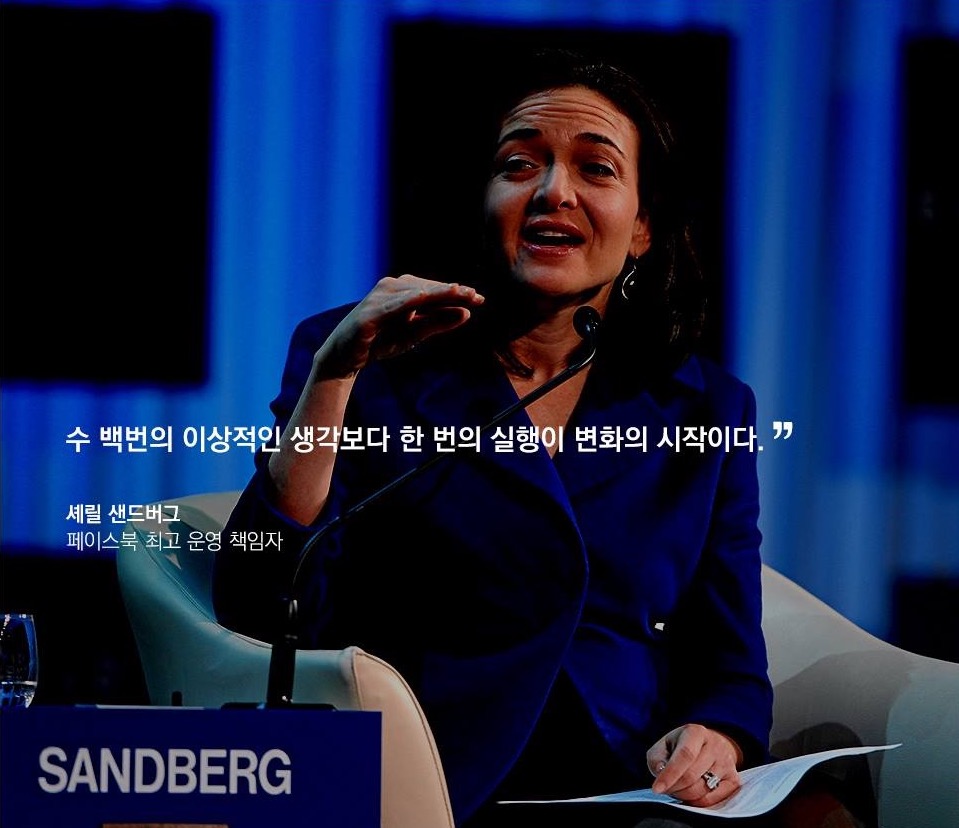 수 백번의 이상적인 생각보다 한 번의 실행이 변화의 시작이다. ”
셰릴 샌드버그
페이스북 최고 운영 책임자
SANDBERG